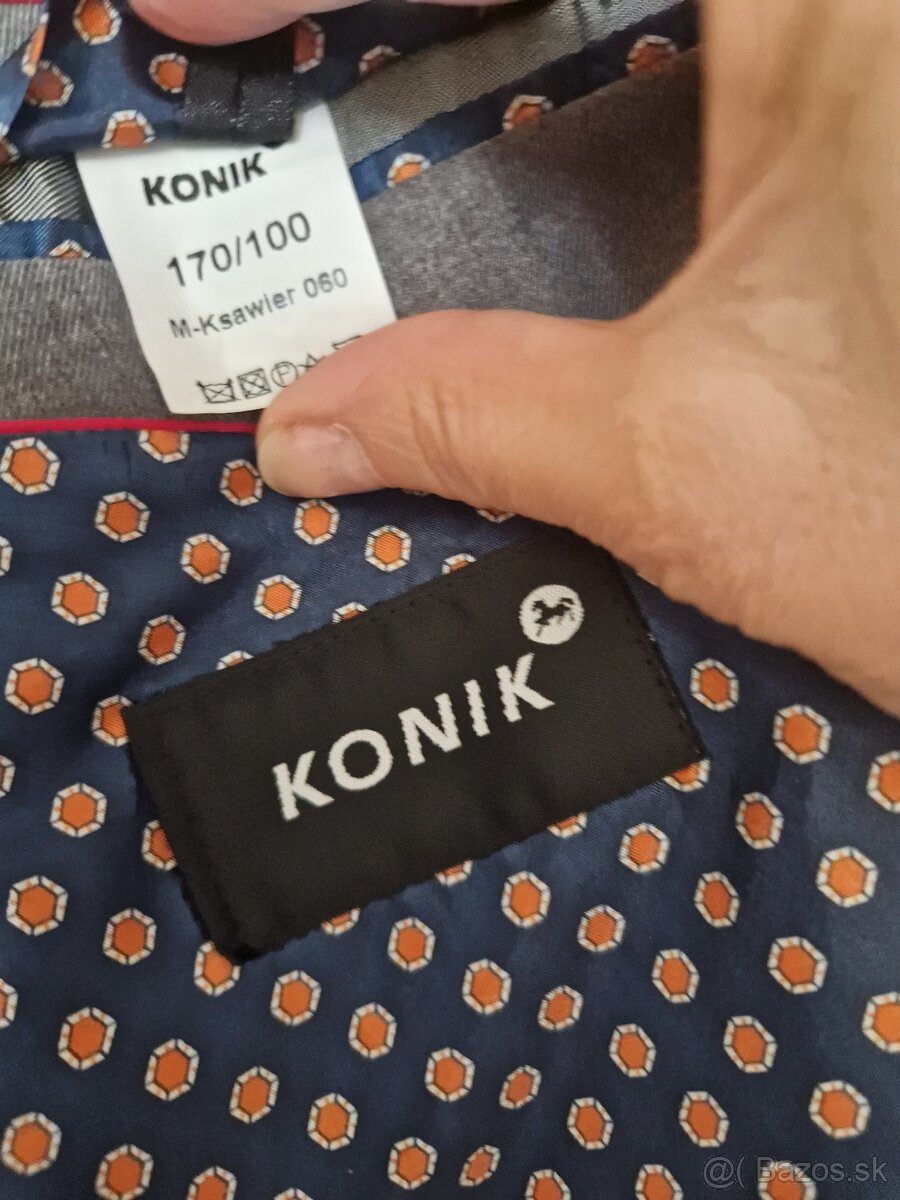 KONIK
170/100
M-Ksawier 060
KONIK
@( Bazos.sk